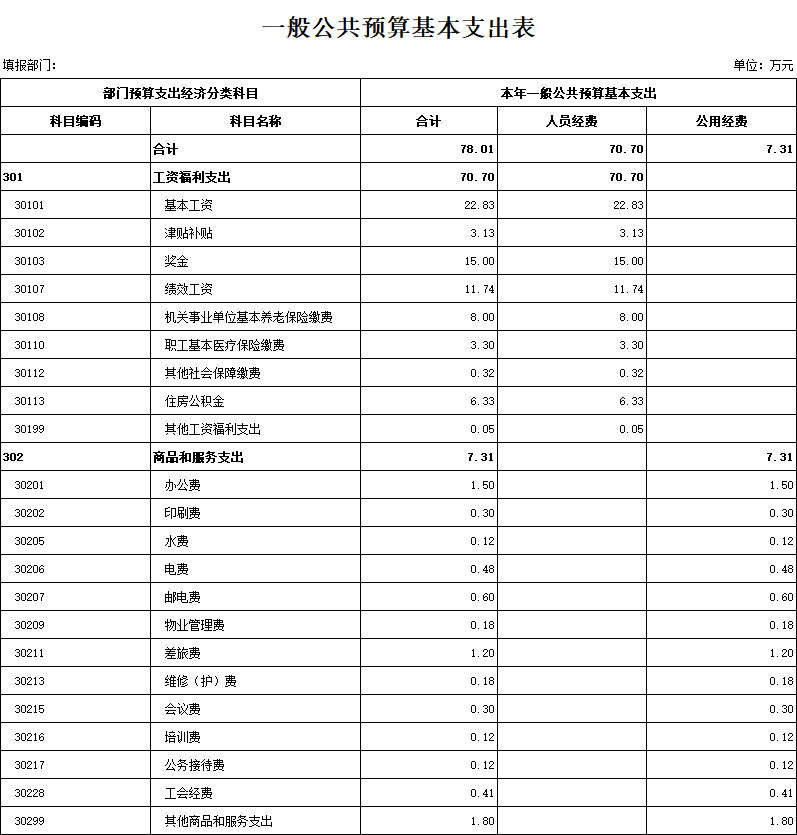 一般公共预算基本支出表
填报部门： 单位：万元
部门预算支出经济分类科目 本年一般公共预算基本支出
科目编码 科目名称 合计 人员经费 公用经费
合计 78.01 70.70 7.31
301 工资福利支出 70.70 70.70
30101 基本工资 22.83 22.83
30102 津贴补贴 3.13 3.13
30103 奖金 15.00 15.00
30107 绩效工资 11.74 11.74
30108 机关事业单位基本养老保险缴费 8.00 8.00
30110 职工基本医疗保险缴费 3.30 3.30
30112 其他社会保障缴费 0.32 0.32
30113 住房公积金 6.33 6.33
30199 其他工资福利支出 0.05 0.05
302 商品和服务支出 7.31 7.31
30201 办公费 1.50 1.50
30202 印刷费 0.30 0.30
30205 水费 0.12 0.12
30206 电费 0.48 0.48
30207 邮电费 0.60 0.60
30209 物业管理费 0.18 0.18
30211 差旅费 1.20 1.20
30213 维修（护）费 0.18 0.18
30215 会议费 0.30 0.30
30216 培训费 0.12 0.12
30217 公务接待费 0.12 0.12
30228 工会经费 0.41 0.41
30299 其他商品和服务支出 1.80 1.80